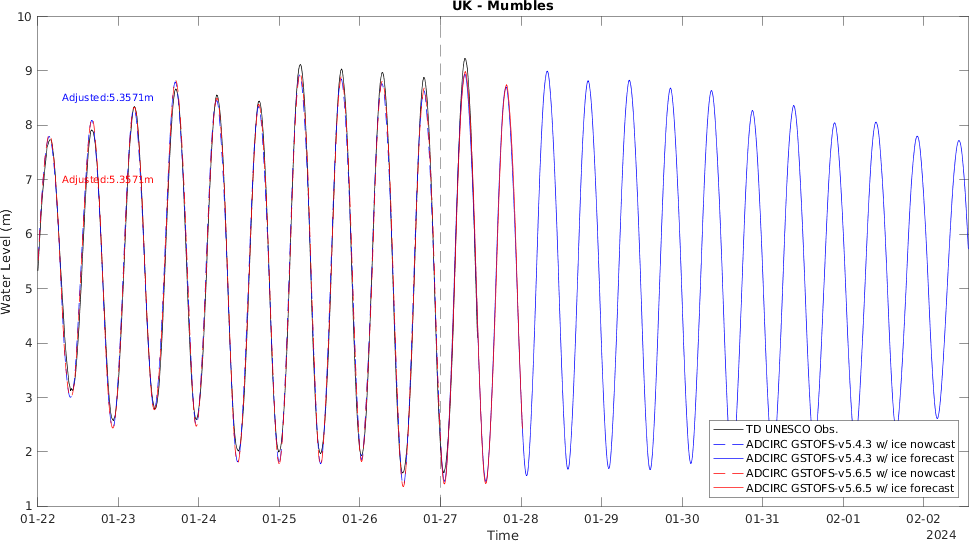 UK - Mumbles
10
9
8
7
6
5
4
3
2
1
Water Level (m)
Adjusted:5.3571m
Adjusted:5.3571m
TD UNESCO Obs.
ADCIRC GSTOFS-v5.4.3 w/ ice nowcast
ADCIRC GSTOFS-v5.4.3 w/ ice forecast
ADCIRC GSTOFS-v5.6.5 w/ ice nowcast
ADCIRC GSTOFS-v5.6.5 w/ ice forecast
01-22 01-23 01-24 01-25 01-26 01-27 01-28 01-29 01-30 01-31 02-01 02-02
Time
2024